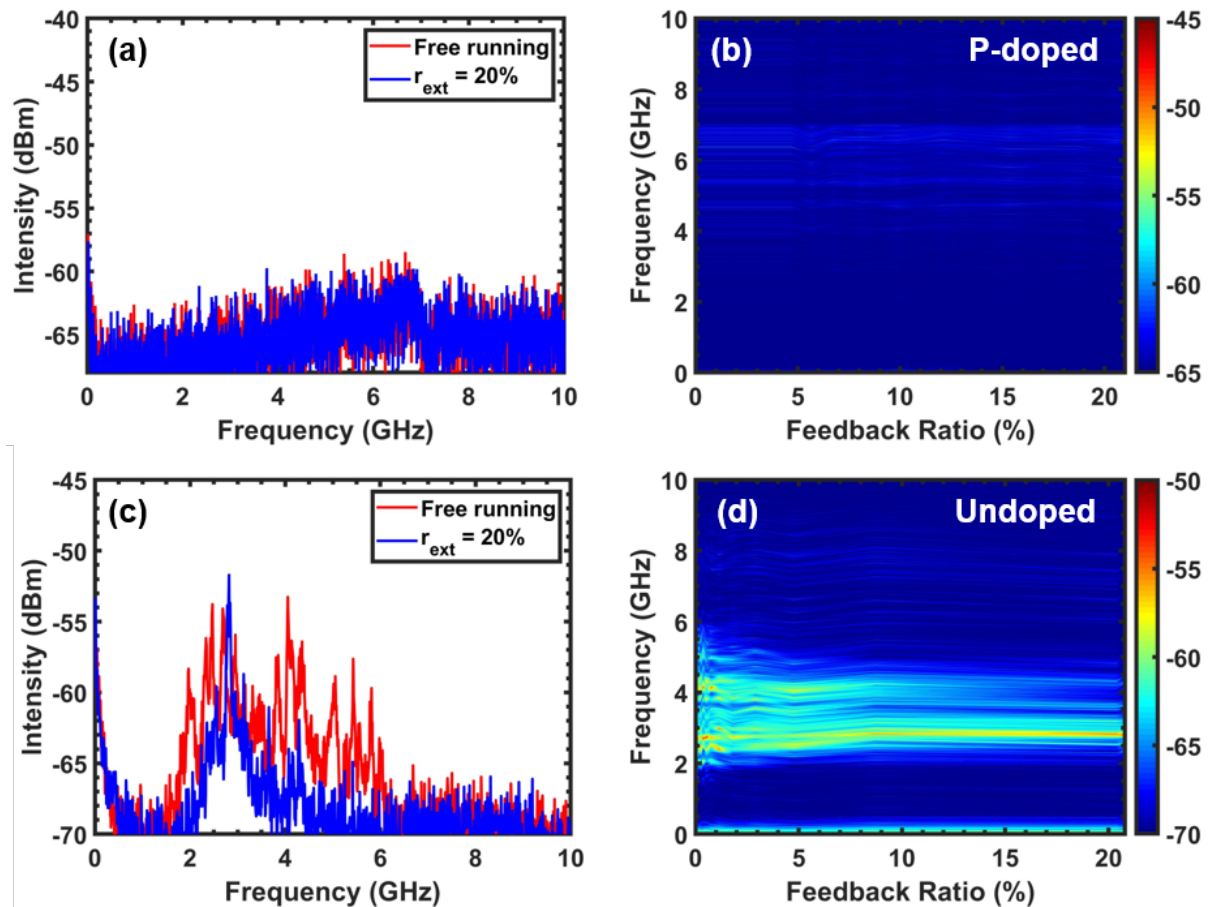 (a)
Free running
r_ext = 20%
-40
-45
-50
-55
-60
-65
Intensity (dBm)
0 2 4 6 8 10
Frequency (GHz)
(b) P-doped
10
8
6
4
2
0
Frequency (GHz)
0 5 10 15 20
Feedback Ratio (%)
-45
-50
-55
-60
-65
(c)
Free running
r_ext = 20%
-45
-50
-55
-60
-65
-70
Intensity (dBm)
0 2 4 6 8 10
Frequency (GHz)
(d) Undoped
10
8
6
4
2
0
Frequency (GHz)
0 5 10 15 20
Feedback Ratio (%)
-50
-55
-60
-65
-70